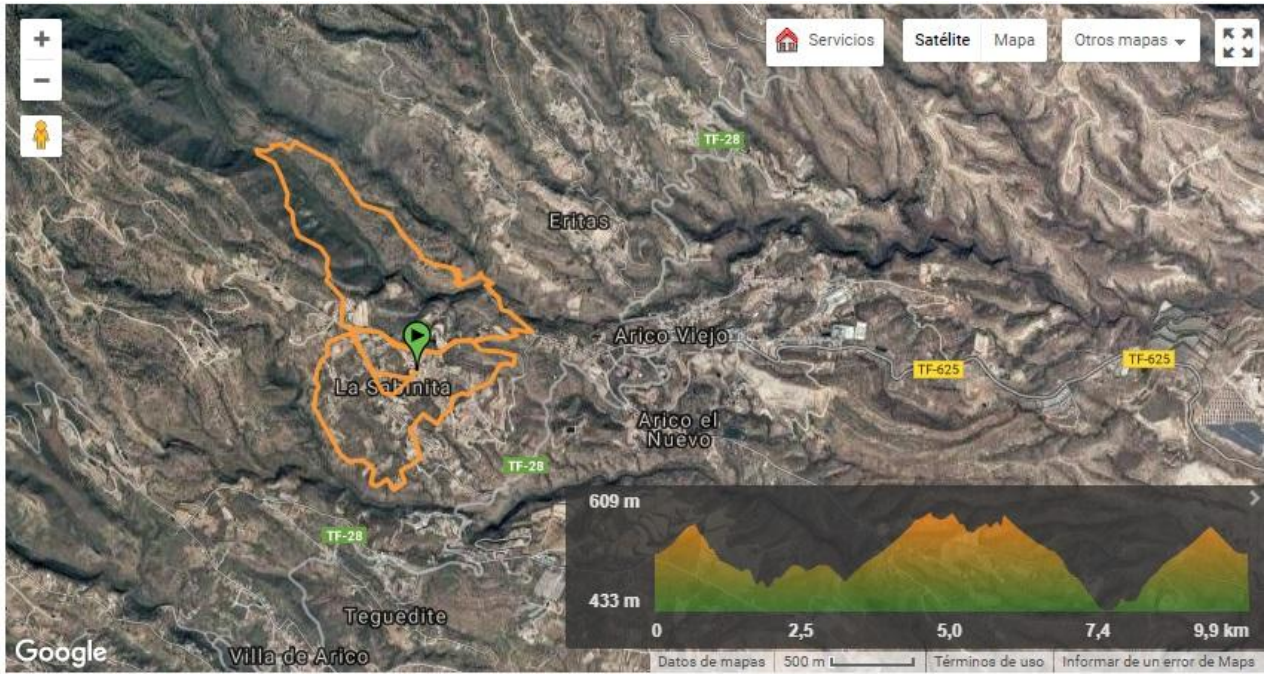 +
Servicios
Satélite
Mapa
Otros mapas
−
TF-28
Eritas
Arico Viejo
TF-625
TF-625
La Sabinita
Arico el
Nuevo
TF-28
TF-28
Teguedite
Villa de Arico
609 m
433 m
0
2,5
5,0
7,4
9,9 km
Google
Datos de mapas
500 m
Términos de uso
Informar de un error de Maps